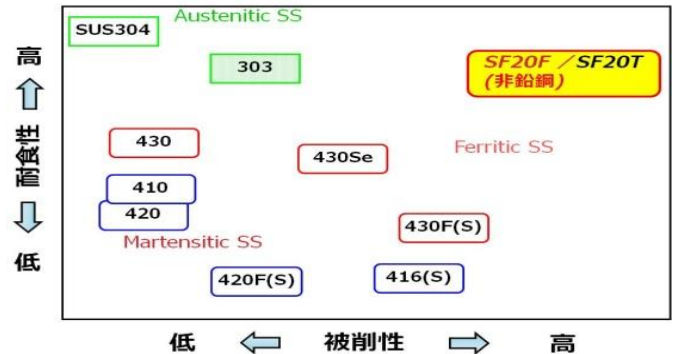 Austenitic SS
SUS304
303
SF20F／SF20T
(非鉛鋼)
高
耐食性
低
430
430Se
Ferritic SS
410
420
430F(S)
Martensitic SS
420F(S)
416(S)
低
被削性
高